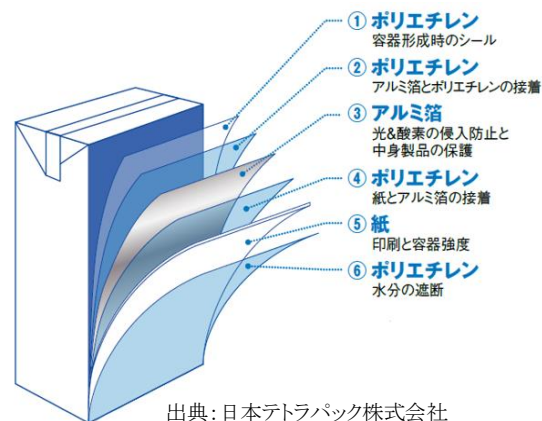 ① ポリエチレン
容器形成時のシール
② ポリエチレン
アルミ箔とポリエチレンの接着
③ アルミ箔
光&酸素の侵入防止と
中身製品の保護
④ ポリエチレン
紙とアルミ箔の接着
⑤ 紙
印刷と容器強度
⑥ ポリエチレン
水分の遮断
出典：日本テトラパック株式会社